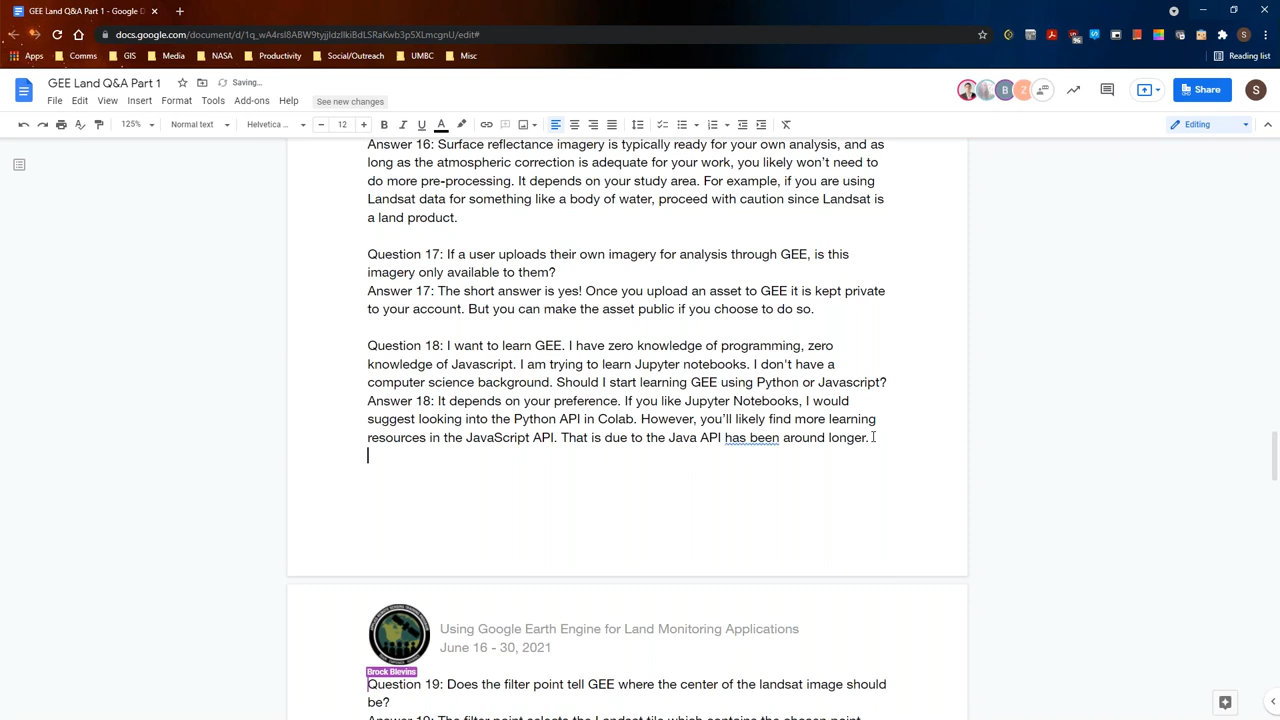 GEE Land Q&A Part 1 - Google D
docs.google.com/document/d/
Apps Comms GIS Media NASA Productivity Social/Outreach UMBC Misc Reading list
GEE Land Q&A Part 1 Saving...
File Edit View Insert Format Tools Add-ons Help See new changes
B Z Share S
125% Normal text Helvetica ... 12 B I U A Editing
Answer 16: Surface reflectance imagery is typically ready for your own analysis, and as
long as the atmospheric correction is adequate for your work, you likely won’t need to
do more pre-processing. It depends on your study area. For example, if you are using
Landsat data for something like a body of water, proceed with caution since Landsat is
a land product.
Question 17: If a user uploads their own imagery for analysis through GEE, is this
imagery only available to them?
Answer 17: The short answer is yes! Once you upload an asset to GEE it is kept private
to your account. But you can make the asset public if you choose to do so.
Question 18: I want to learn GEE. I have zero knowledge of programming, zero
knowledge of Javascript. I am trying to learn Jupyter notebooks. I don't have a
computer science background. Should I start learning GEE using Python or Javascript?
Answer 18: It depends on your preference. If you like Jupyter Notebooks, I would
suggest looking into the Python API in Colab. However, you’ll likely find more learning
resources in the JavaScript API. That is due to the Java API has been around longer.
Using Google Earth Engine for Land Monitoring Applications
June 16 - 30, 2021
Brock Blevins
Question 19: Does the filter point tell GEE where the center of the landsat image should
be?
Answer 19: The filter point selects the Landsat tile which contains the chosen point